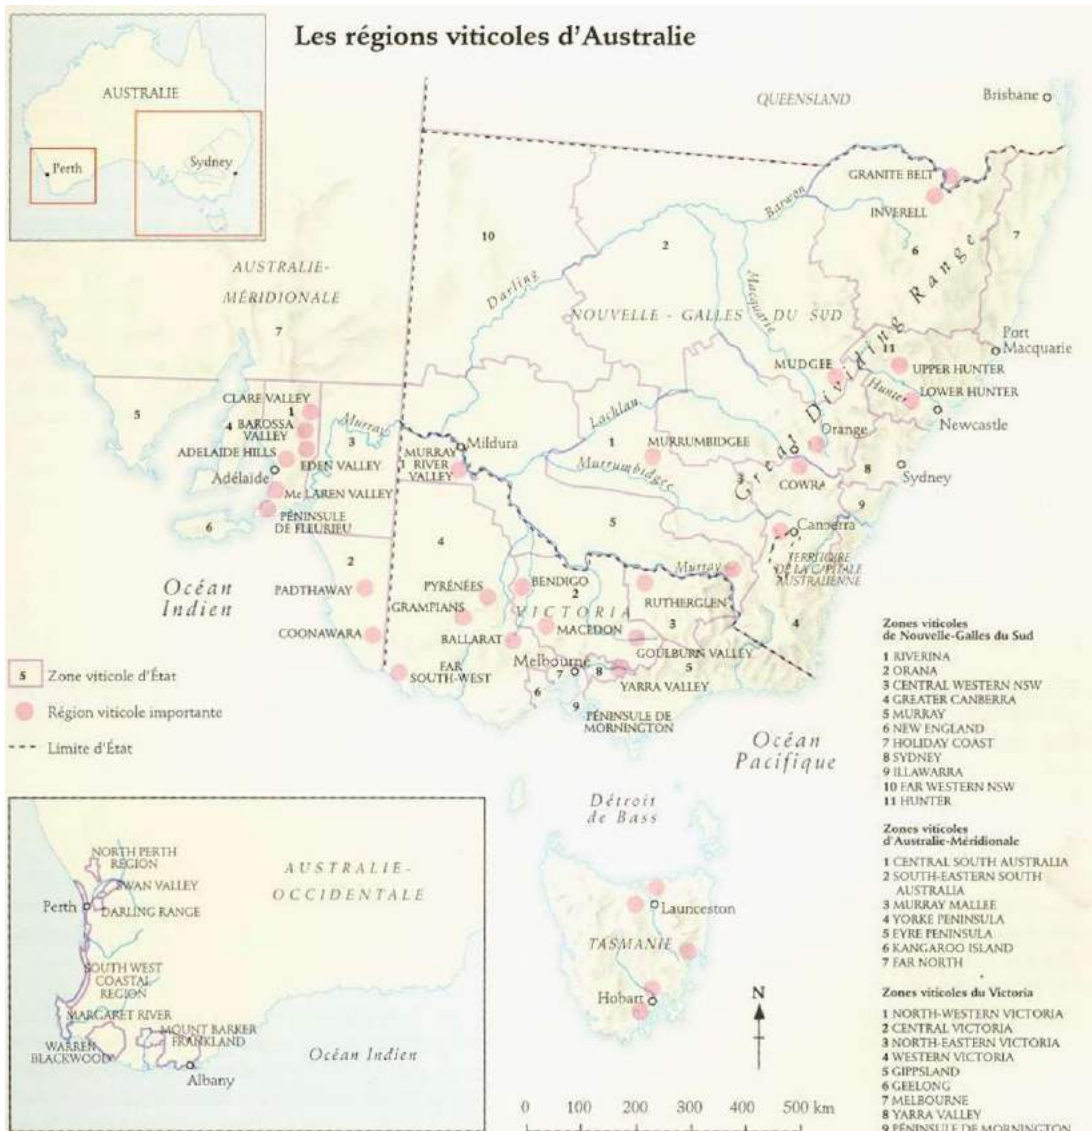 Les régions viticoles d'Australie
AUSTRALIE
Perth
Sydney
QUEENSLAND
Brisbane
GRANITE BELT
INVERELL
Barwon
10
2
6
7
AUSTRALIE-
MÉRIDIONALE
7
Darling
Macquarie
NOUVELLE - GALLES DU SUD
Great Dividing Range
Port
Macquarie
MUDGEE
11
UPPER HUNTER
Hunter
LOWER HUNTER
Newcastle
CLARE VALLEY
1
5
4
BAROSSA
VALLEY
Murray
3
ADELAIDE HILLS
EDEN VALLEY
Adélaïde
Mc LAREN VALLEY
PÉNINSULE
DE FLEURIEU
6
Mildura
MURRAY
RIVER
VALLEY
1
Lachlan
1
MURRUMBIDGEE
Murrumbidgee
Orange
3
COWRA
8
Sydney
9
5
Canberra
TERRITOIRE
DE LA CAPITALE
AUSTRALIENNE
4
4
2
Océan
Indien
PADTHAWAY
COONAWARA
PYRÉNÉES
GRAMPIANS
BENDIGO
2
VICTORIA
Murray
RUTHERGLEN
3
MACEDON
BALLARAT
GOULBURN VALLEY
Melbourne
FAR
SOUTH-WEST
7
8
5
6
YARRA VALLEY
9
PÉNINSULE DE
MORNINGTON
Océan
Pacifique
5 Zone viticole d'État
Région viticole importante
Limite d'État
Détroit
de Bass
Launceston
TASMANIE
Hobart
N
0 100 200 300 400 500 km
NORTH PERTH
REGION
SWAN VALLEY
Perth
DARLING RANGE
AUSTRALIE-
OCCIDENTALE
SOUTH WEST
COASTAL
REGION
MARGARET RIVER
WARREN
BLACKWOOD
MOUNT BARKER
FRANKLAND
Albany
Océan Indien
Zones viticoles
de Nouvelle-Galles du Sud
1 RIVERINA
2 ORANA
3 CENTRAL WESTERN NSW
4 GREATER CANBERRA
5 MURRAY
6 NEW ENGLAND
7 HOLIDAY COAST
8 SYDNEY
9 ILLAWARRA
10 FAR WESTERN NSW
11 HUNTER
Zones viticoles
d'Australie-Méridionale
1 CENTRAL SOUTH AUSTRALIA
2 SOUTH-EASTERN SOUTH
AUSTRALIA
3 MURRAY MALLEE
4 YORKE PENINSULA
5 EYRE PENINSULA
6 KANGAROO ISLAND
7 FAR NORTH
Zones viticoles du Victoria
1 NORTH-WESTERN VICTORIA
2 CENTRAL VICTORIA
3 NORTH-EASTERN VICTORIA
4 WESTERN VICTORIA
5 GIPPSLAND
6 GEELONG
7 MELBOURNE
8 YARRA VALLEY
9 PÉNINSULE DE MORNINGTON